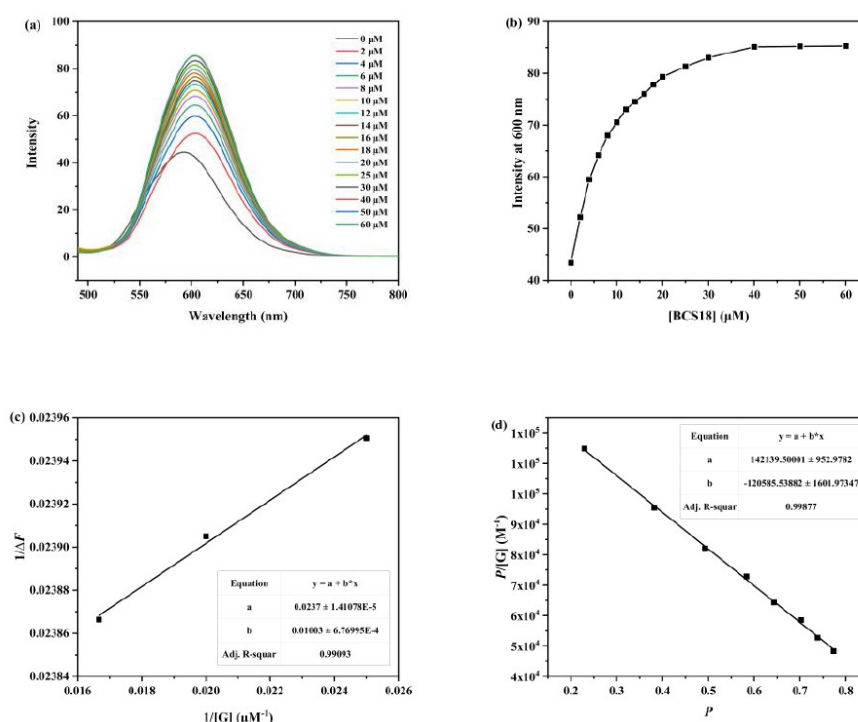 (a)
100
80
60
40
20
0
Intensity
500 550 600 650 700 750 800
Wavelength (nm)
0 µM
2 µM
4 µM
6 µM
8 µM
10 µM
12 µM
14 µM
16 µM
18 µM
20 µM
25 µM
30 µM
40 µM
50 µM
60 µM
(b)
90
80
70
60
50
40
Intensity at 600 nm
0 10 20 30 40 50 60
[BCS18] (µM)
(c)
0.02396
0.02394
0.02392
0.02390
0.02388
0.02386
0.02384
1/ΔF
0.016 0.018 0.020 0.022 0.024 0.026
1/[G] (µM⁻¹)
Equation y = a + b*x
a 0.0237 ± 1.41078E-5
b 0.01003 ± 6.76995E-4
Adj. R-squar 0.99093
(d)
1x10⁵
1x10⁵
1x10⁵
9x10⁴
8x10⁴
7x10⁴
6x10⁴
5x10⁴
4x10⁴
P/[G] (M⁻¹)
0.2 0.3 0.4 0.5 0.6 0.7 0.8
P
Equation y = a + b*x
a 142139.50001 ± 952.9782
b -120585.53882 ± 1601.97347
Adj. R-squar 0.99877